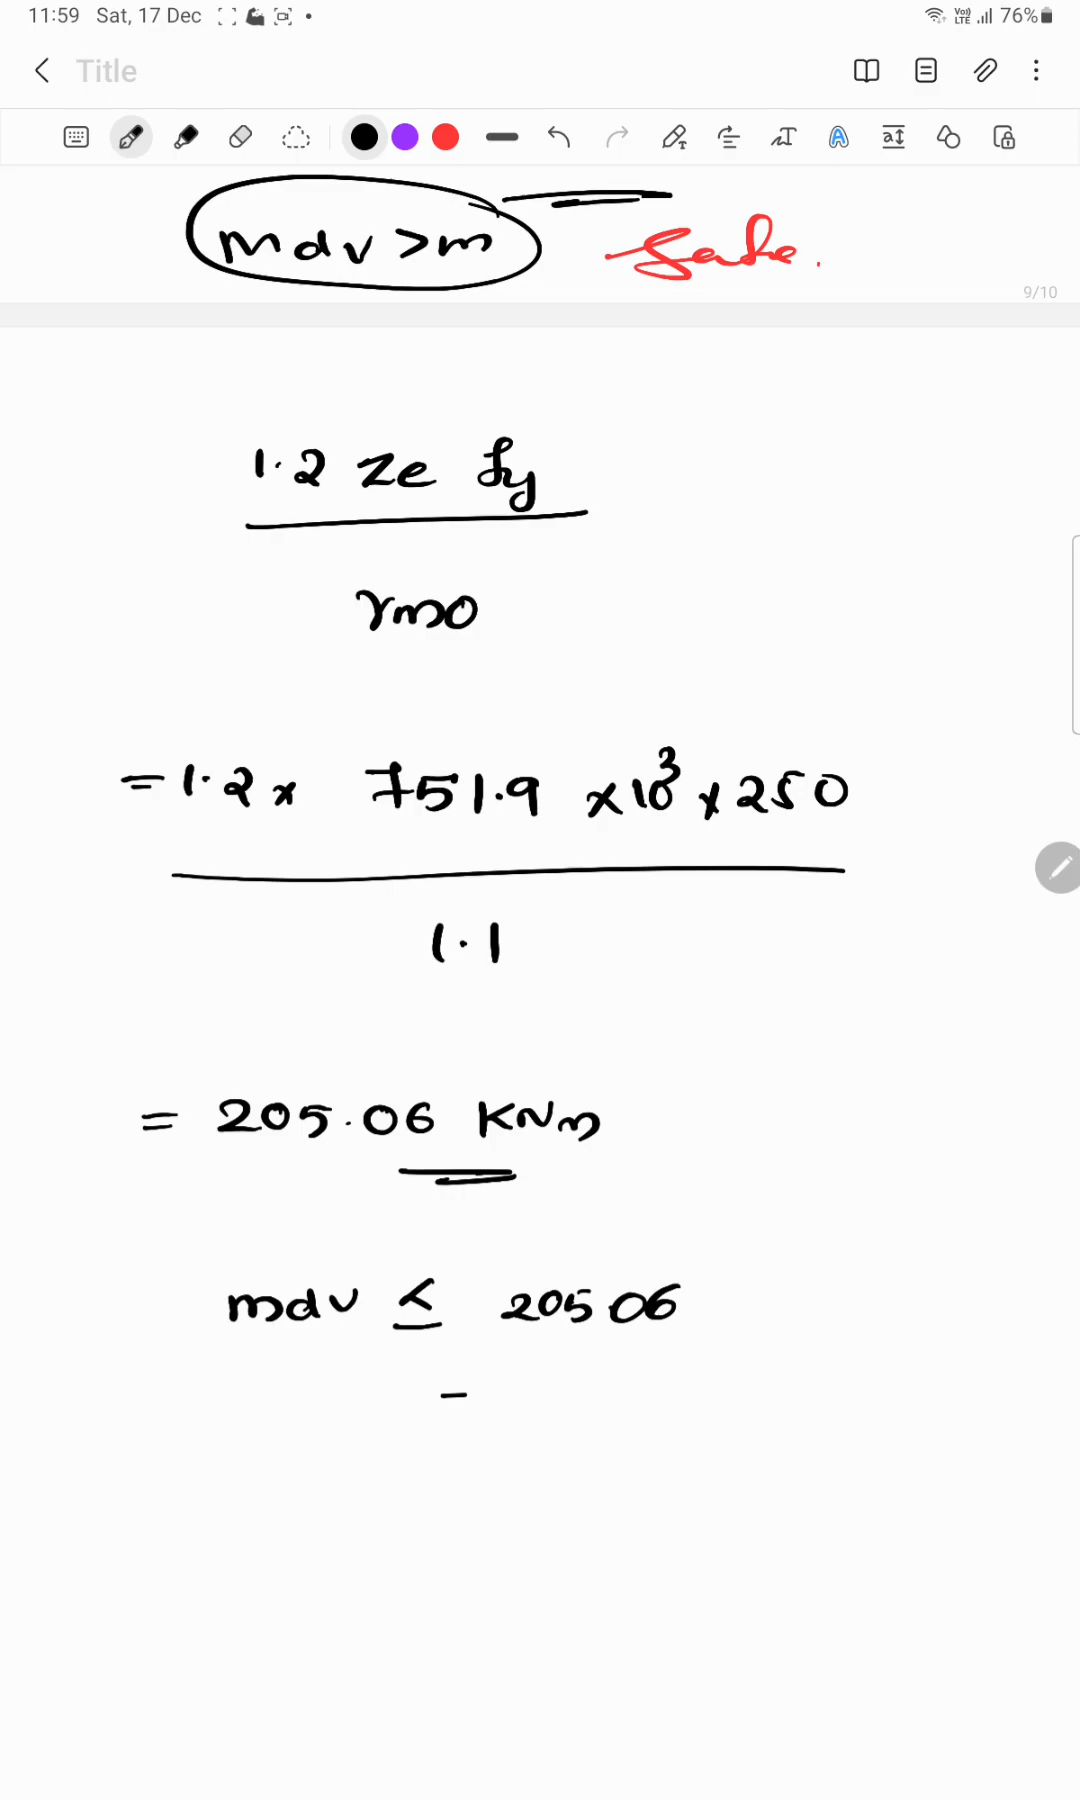 11:59 Sat, 17 Dec 76%
Title
mdv > m safe.
9/10
1.2 Ze fy
γmo
= 1.2 x 751.9 x 10³ x 250
1.1
= 205.06 KNm
mdv ≤ 205 06